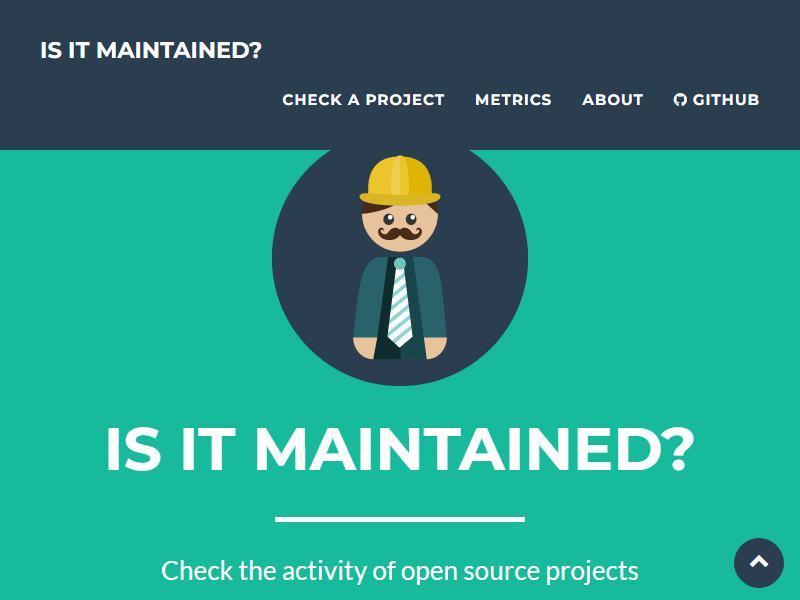 IS IT MAINTAINED?
CHECK A PROJECT METRICS ABOUT GITHUB
IS IT MAINTAINED?
Check the activity of open source projects